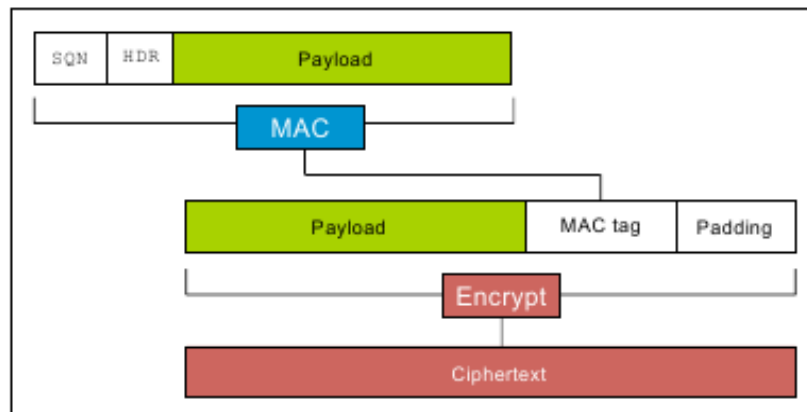 SQN HDR Payload
MAC
Payload MAC tag Padding
Encrypt
Ciphertext